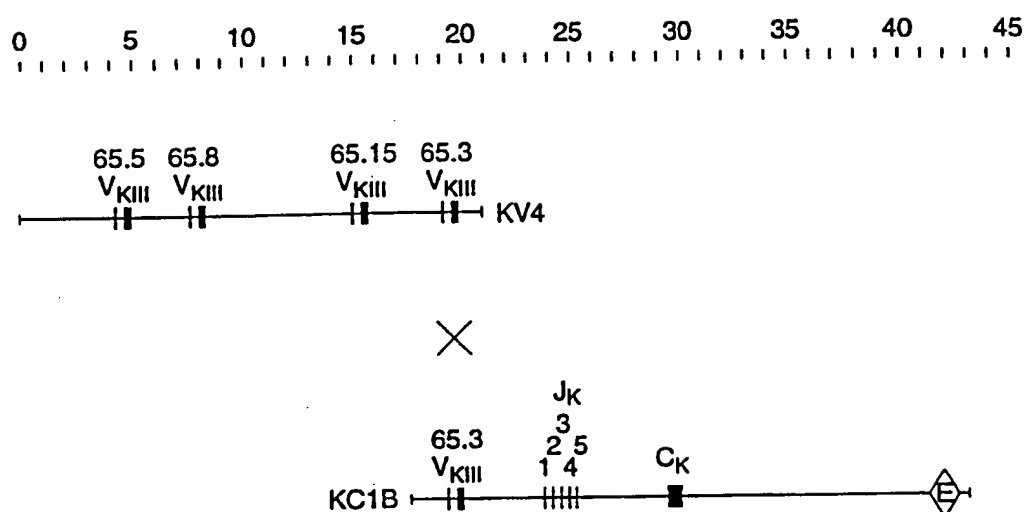 0 5 10 15 20 25 30 35 40 45
65.5 65.8 65.15 65.3
VKIII VKIII VKIII VKIII
KV4
JK
3
65.3 2 5
VKIII 1 4 CK
KC1B E